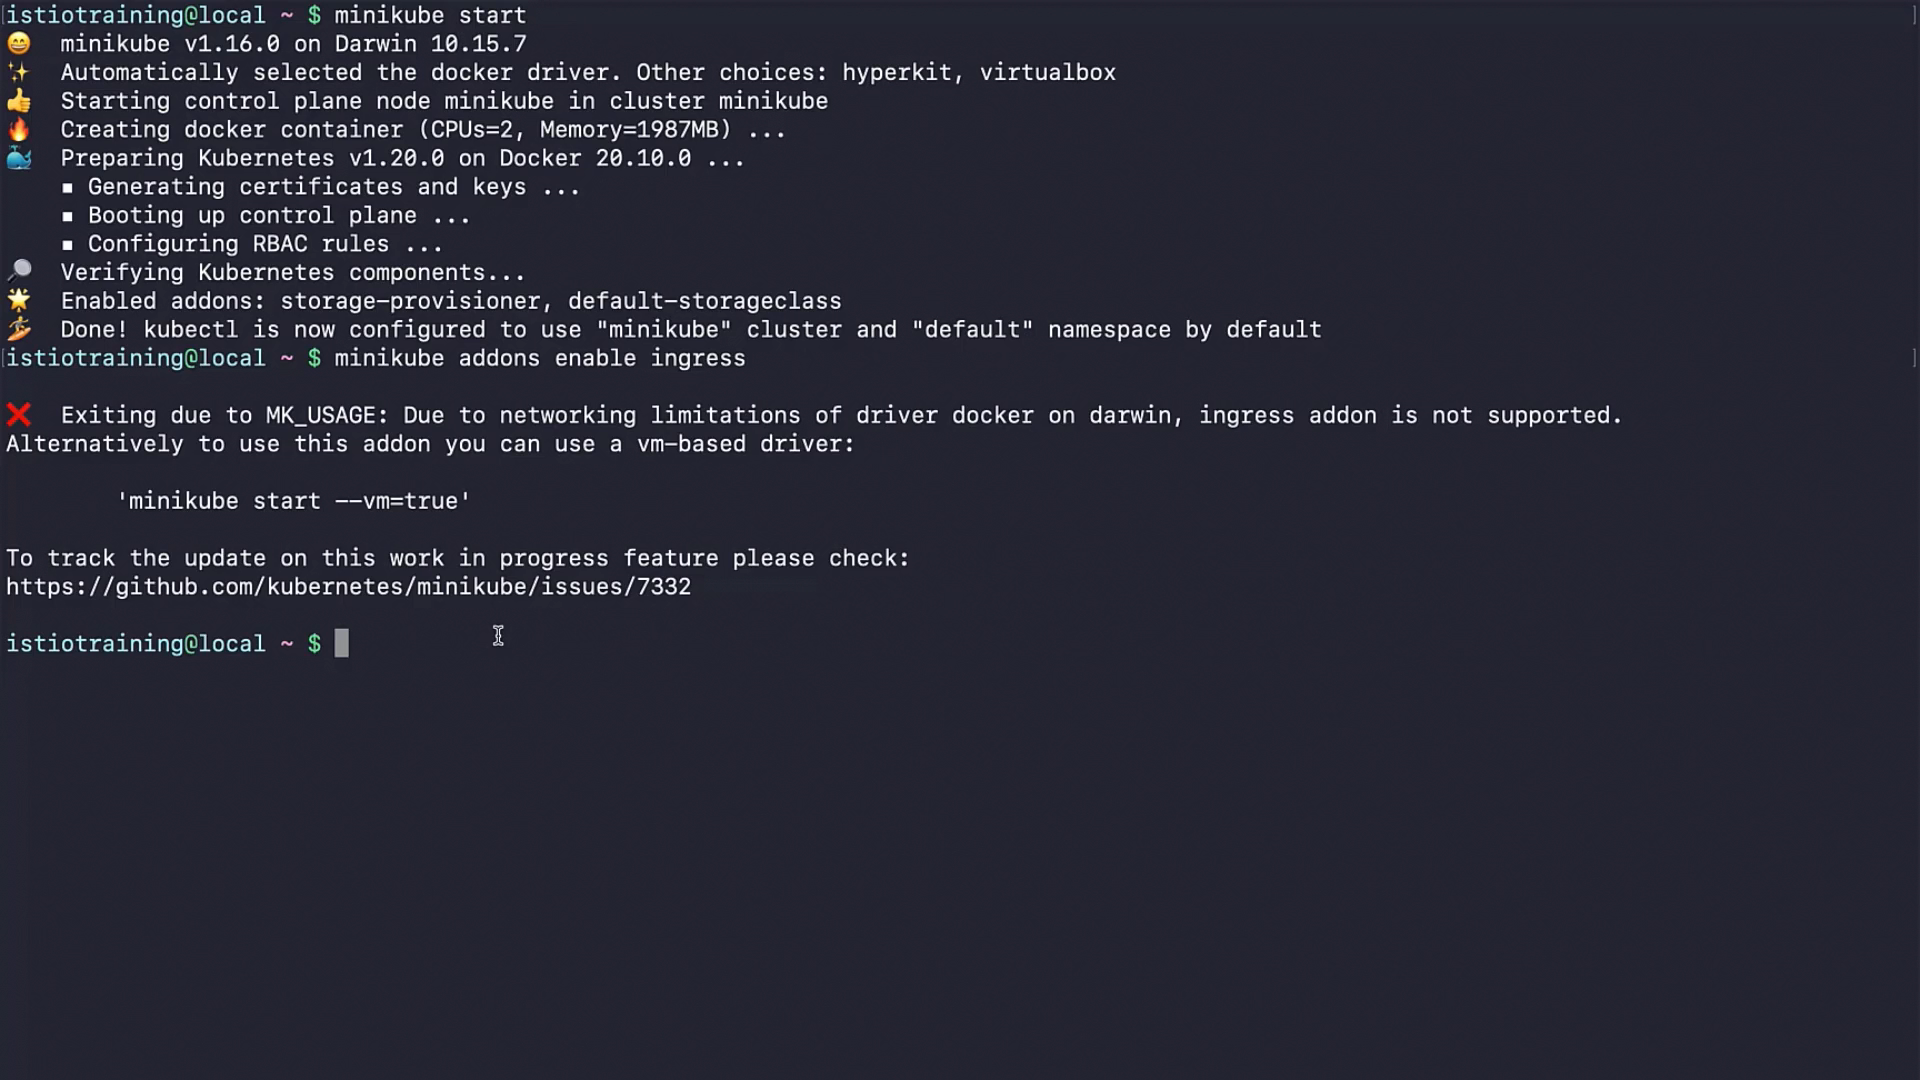 istiotraining@local ~ $ minikube start
😄  minikube v1.16.0 on Darwin 10.15.7
✨  Automatically selected the docker driver. Other choices: hyperkit, virtualbox
👍  Starting control plane node minikube in cluster minikube
🔥  Creating docker container (CPUs=2, Memory=1987MB) ...
🐳  Preparing Kubernetes v1.20.0 on Docker 20.10.0 ...
    ▪ Generating certificates and keys ...
    ▪ Booting up control plane ...
    ▪ Configuring RBAC rules ...
🔎  Verifying Kubernetes components...
🌟  Enabled addons: storage-provisioner, default-storageclass
🏄  Done! kubectl is now configured to use "minikube" cluster and "default" namespace by default
istiotraining@local ~ $ minikube addons enable ingress
❌  Exiting due to MK_USAGE: Due to networking limitations of driver docker on darwin, ingress addon is not supported.
Alternatively to use this addon you can use a vm-based driver:
        'minikube start --vm=true'
To track the update on this work in progress feature please check:
https://github.com/kubernetes/minikube/issues/7332
istiotraining@local ~ $